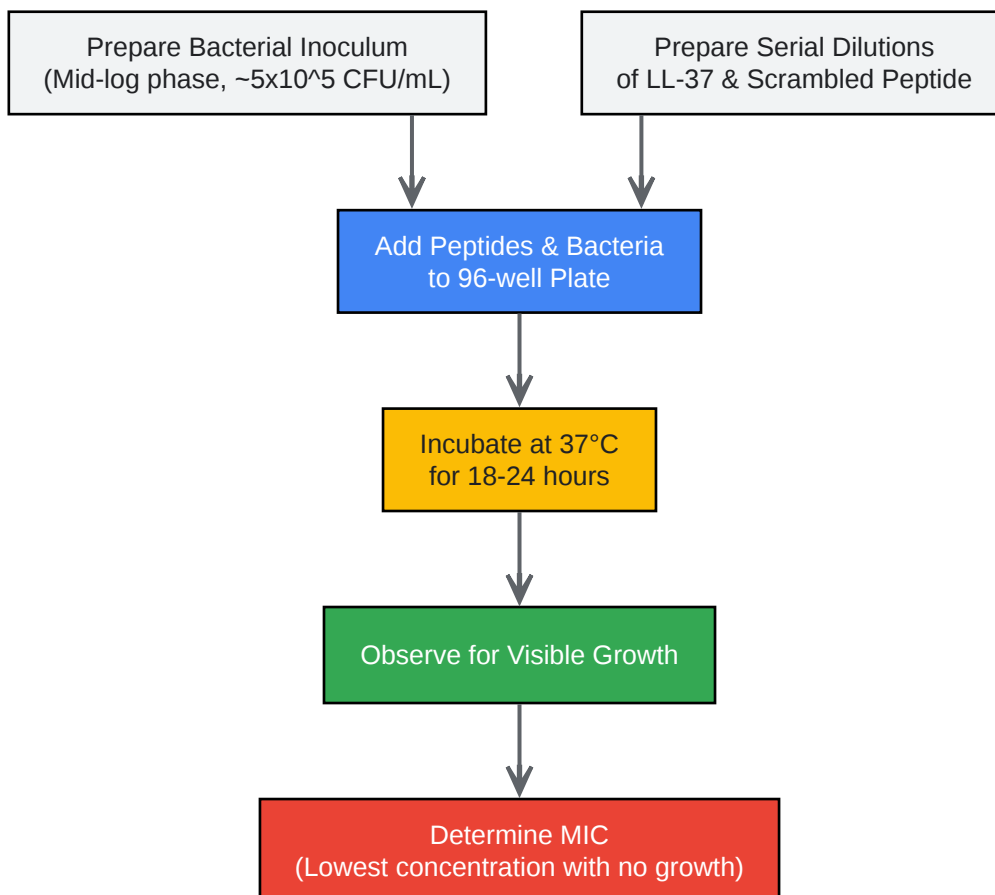 Prepare Bacterial Inoculum
(Mid-log phase, ~5x10^5 CFU/mL)
Prepare Serial Dilutions
of LL-37 & Scrambled Peptide
Add Peptides & Bacteria
to 96-well Plate
Incubate at 37°C
for 18-24 hours
Observe for Visible Growth
Determine MIC
(Lowest concentration with no growth)